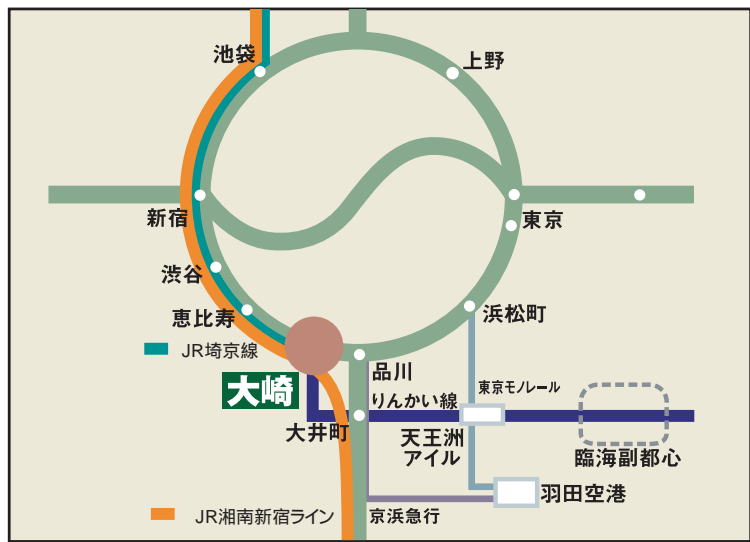 池袋
上野
新宿
東京
渋谷
恵比寿
浜松町
JR埼京線
品川
大崎
東京モノレール
りんかい線
大井町
天王洲
アイル
臨海副都心
羽田空港
JR湘南新宿ライン
京浜急行